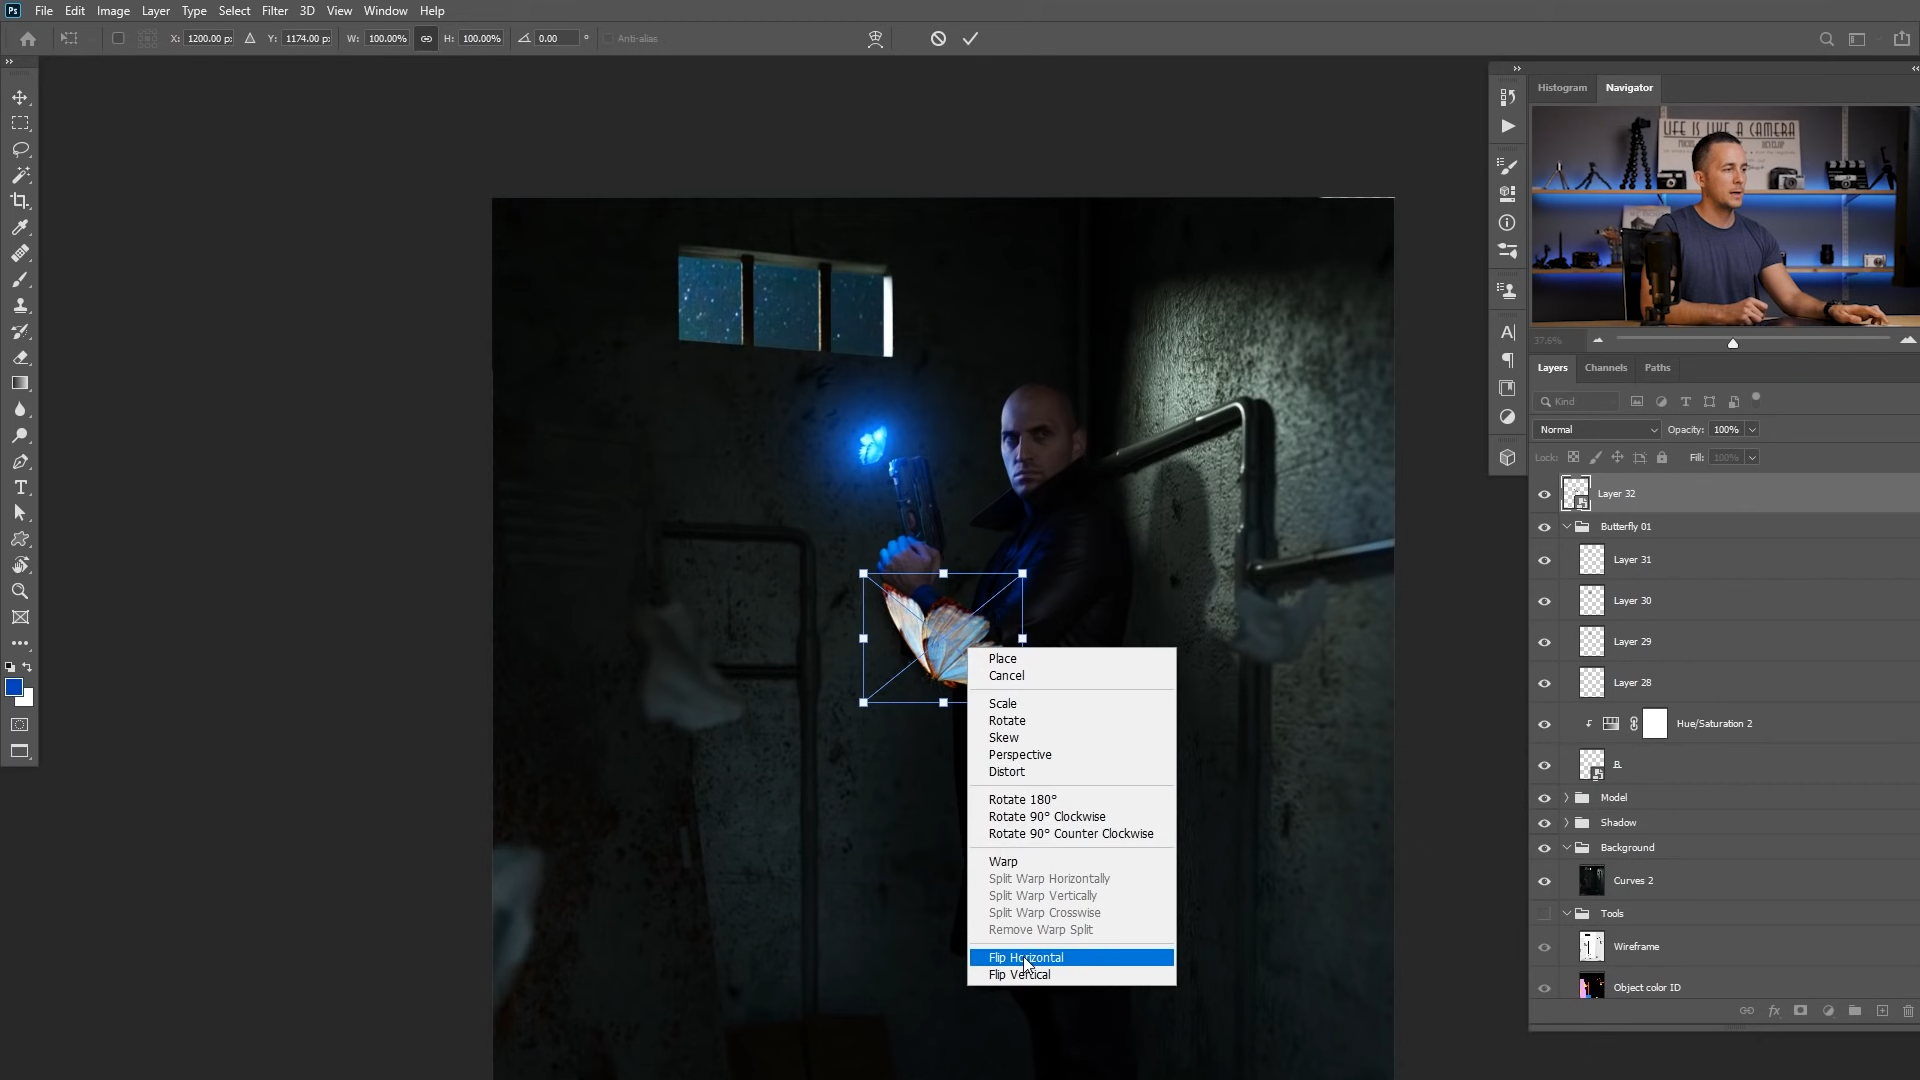 Ps File Edit Image Layer Type Select Filter 3D View Window Help
X: 1200.00 p: Y: 1174.00 p: W: 100.00% H: 100.00% 0.00 ° Anti-alias
Histogram Navigator
LIFE IS LIKE A CAMERA
37.6%
Layers Channels Paths
Kind
Normal Opacity: 100%
Lock: Fill: 100%
Layer 32
Butterfly 01
Layer 31
Layer 30
Layer 29
Layer 28
Hue/Saturation 2
Model
Shadow
Background
Curves 2
Tools
Wireframe
Object color ID
Place
Cancel
Scale
Rotate
Skew
Perspective
Distort
Rotate 180°
Rotate 90° Clockwise
Rotate 90° Counter Clockwise
Warp
Split Warp Horizontally
Split Warp Vertically
Split Warp Crosswise
Remove Warp Split
Flip Horizontal
Flip Vertical